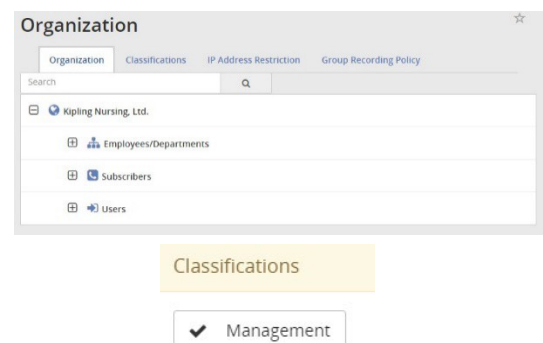 Organization
Organization Classifications IP Address Restriction Group Recording Policy
Search
Kipling Nursing, Ltd.
Employees/Departments
Subscribers
Users
Classifications
Management